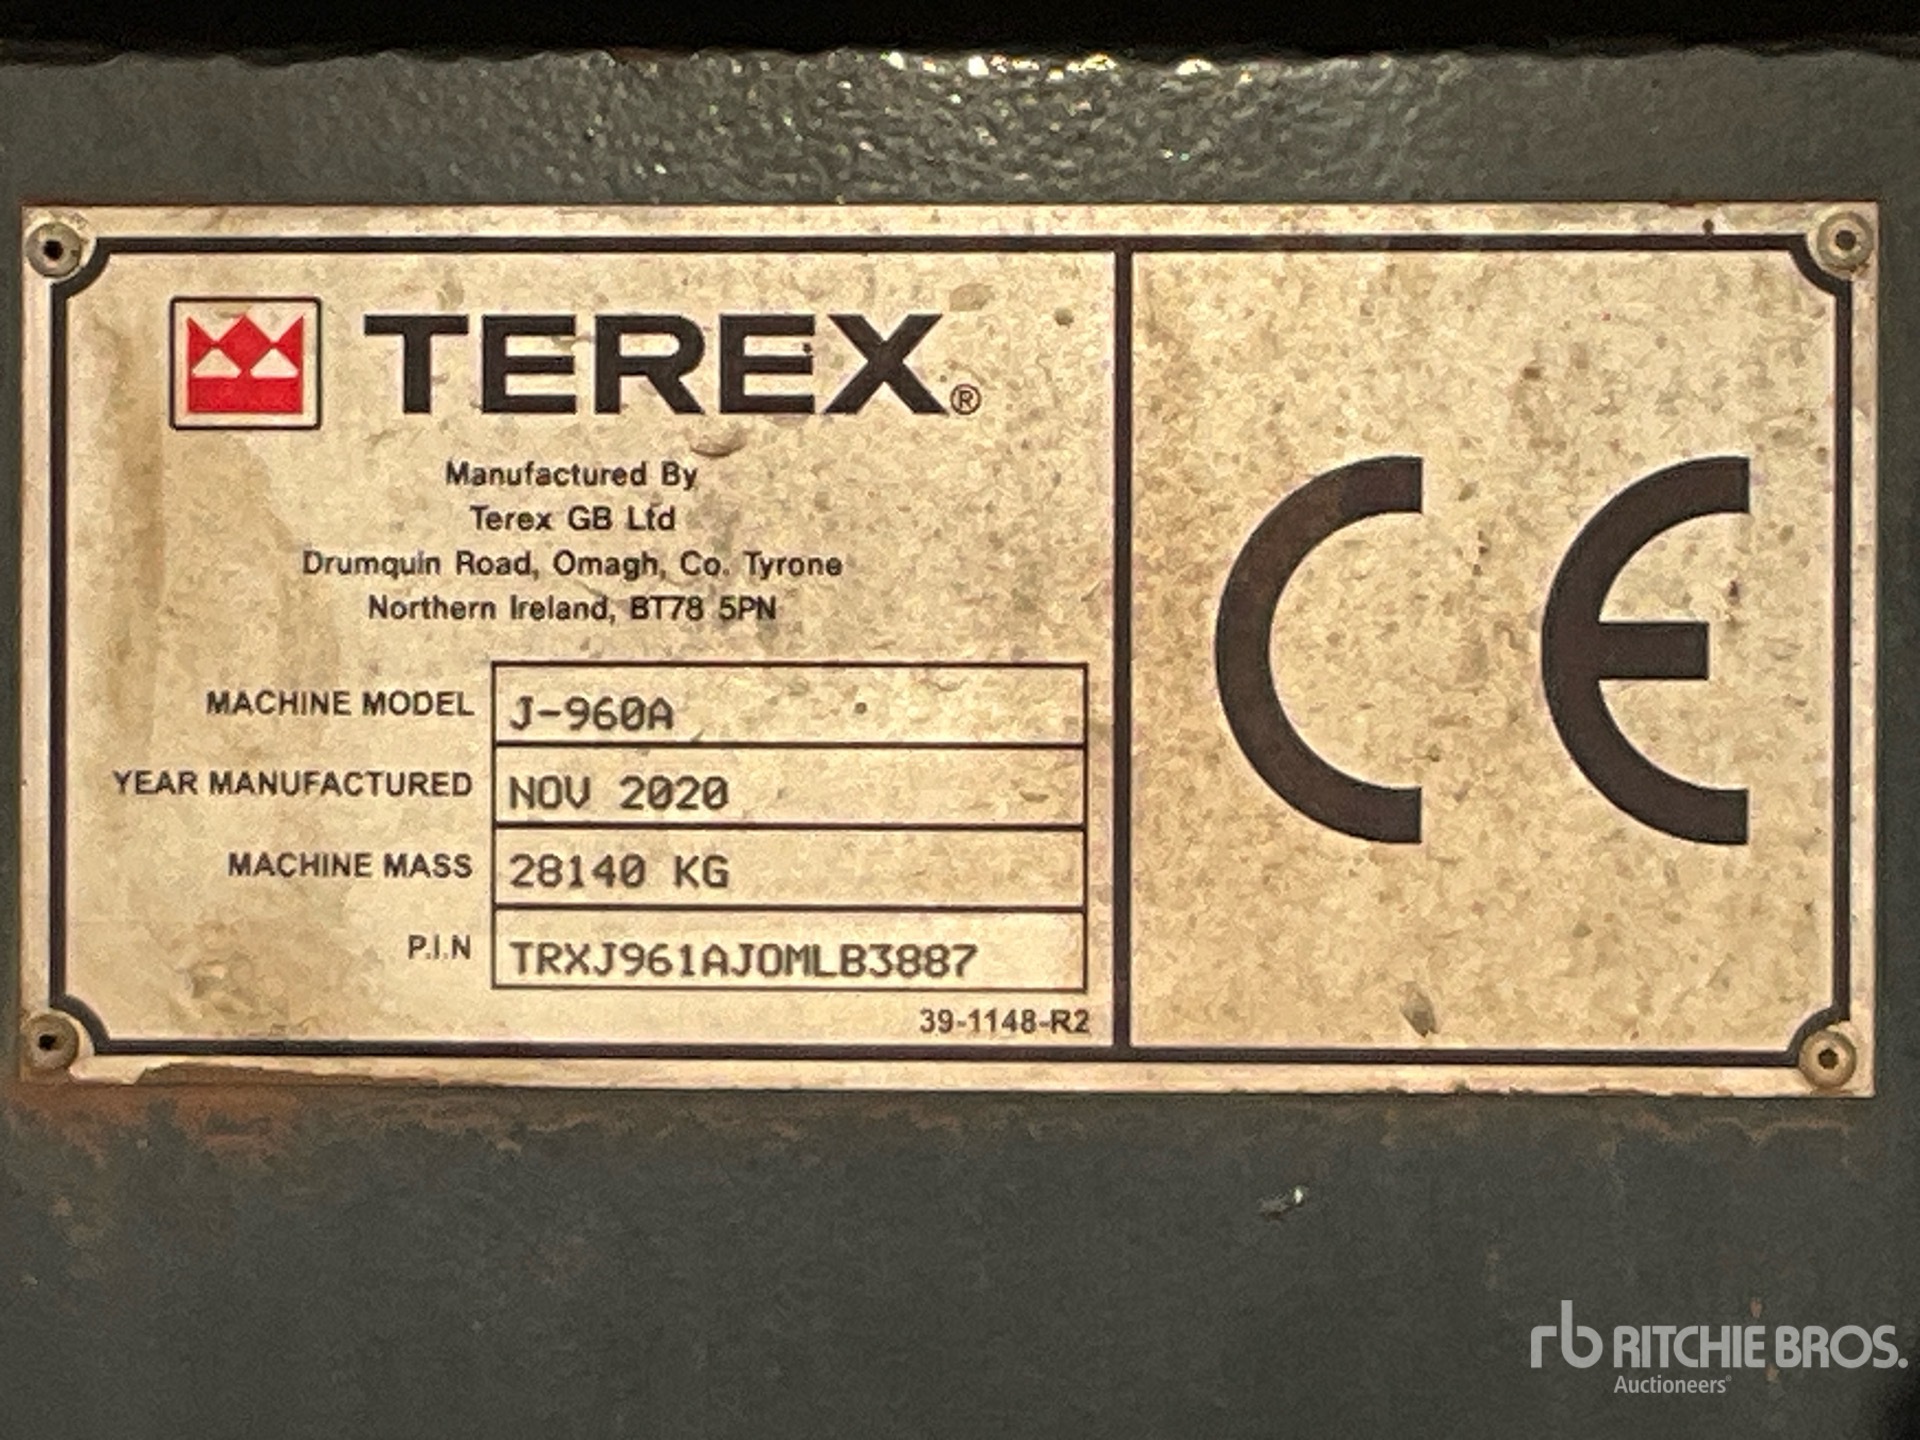 TEREX®
Manufactured By
Terex GB Ltd
Drumquin Road, Omagh, Co. Tyrone
Northern Ireland, BT78 5PN
MACHINE MODEL J-960A
YEAR MANUFACTURED NOV 2020
MACHINE MASS 28140 KG
P.I.N TRXJ961AJOMLB3887
39-1148-R2
CE
rb RITCHIE BROS.
Auctioneers®